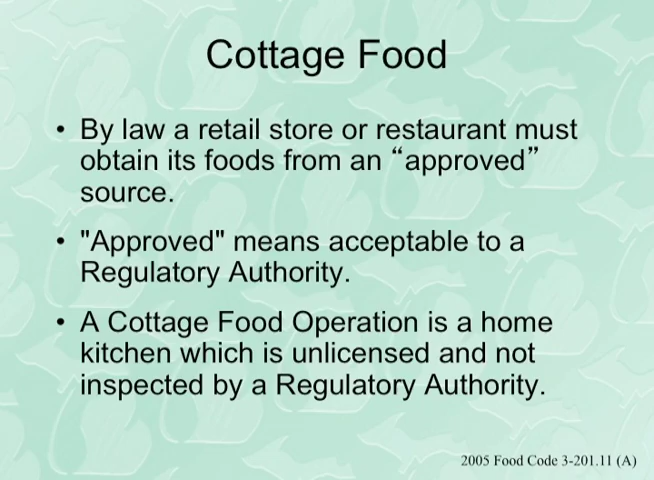 Cottage Food
• By law a retail store or restaurant must
obtain its foods from an “approved”
source.
• "Approved" means acceptable to a
Regulatory Authority.
• A Cottage Food Operation is a home
kitchen which is unlicensed and not
inspected by a Regulatory Authority.
2005 Food Code 3-201.11 (A)